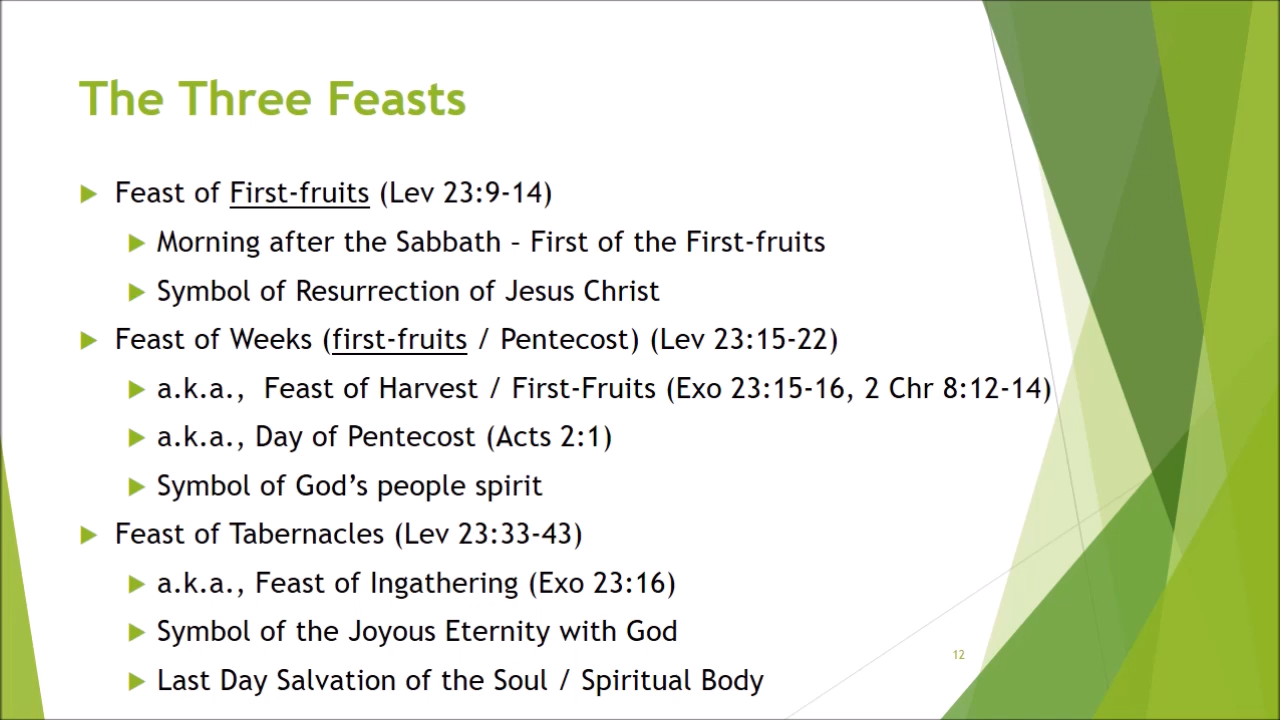 The Three Feasts
Feast of First-fruits (Lev 23:9-14)
Morning after the Sabbath – First of the First-fruits
Symbol of Resurrection of Jesus Christ
Feast of Weeks (first-fruits / Pentecost) (Lev 23:15-22)
a.k.a.,  Feast of Harvest / First-Fruits (Exo 23:15-16, 2 Chr 8:12-14)
a.k.a., Day of Pentecost (Acts 2:1)
Symbol of God’s people spirit
Feast of Tabernacles (Lev 23:33-43)
a.k.a., Feast of Ingathering (Exo 23:16)
Symbol of the Joyous Eternity with God
Last Day Salvation of the Soul / Spiritual Body
12